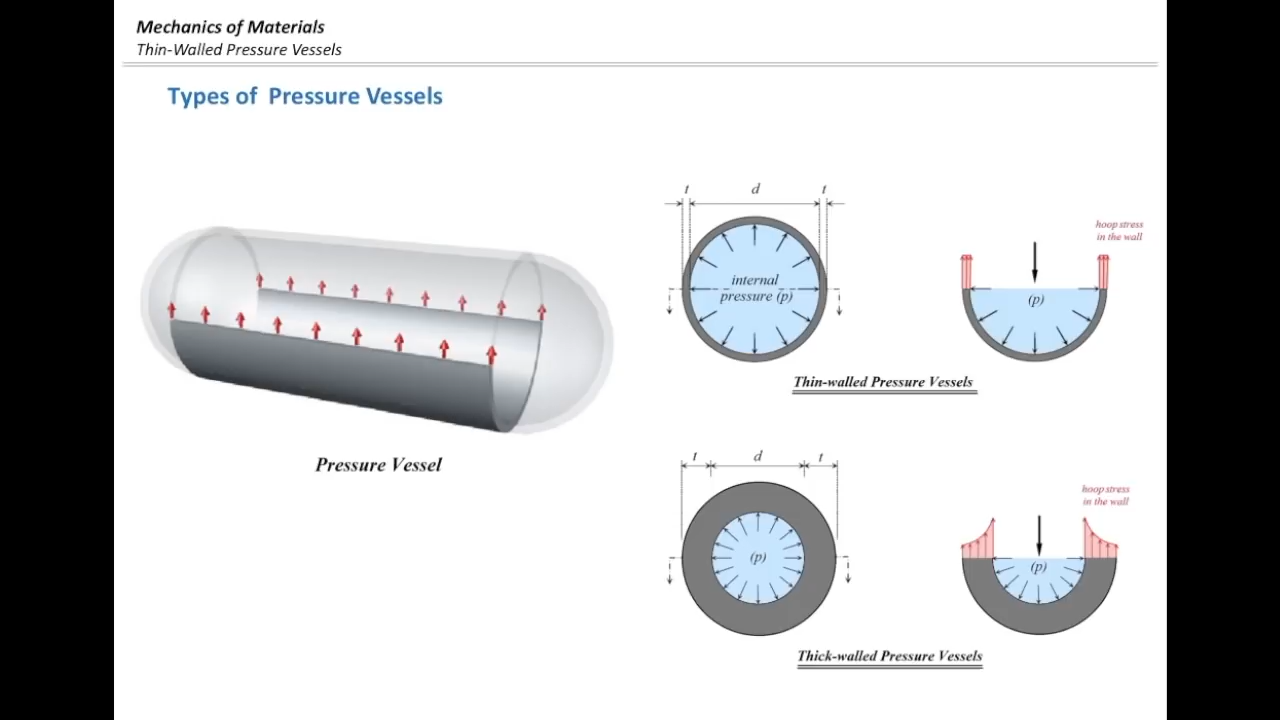 Mechanics of Materials
Thin-Walled Pressure Vessels
Types of Pressure Vessels
t
d
t
internal
pressure (p)
hoop stress
in the wall
(p)
Thin-walled Pressure Vessels
Pressure Vessel
t
d
t
(p)
hoop stress
in the wall
(p)
Thick-walled Pressure Vessels